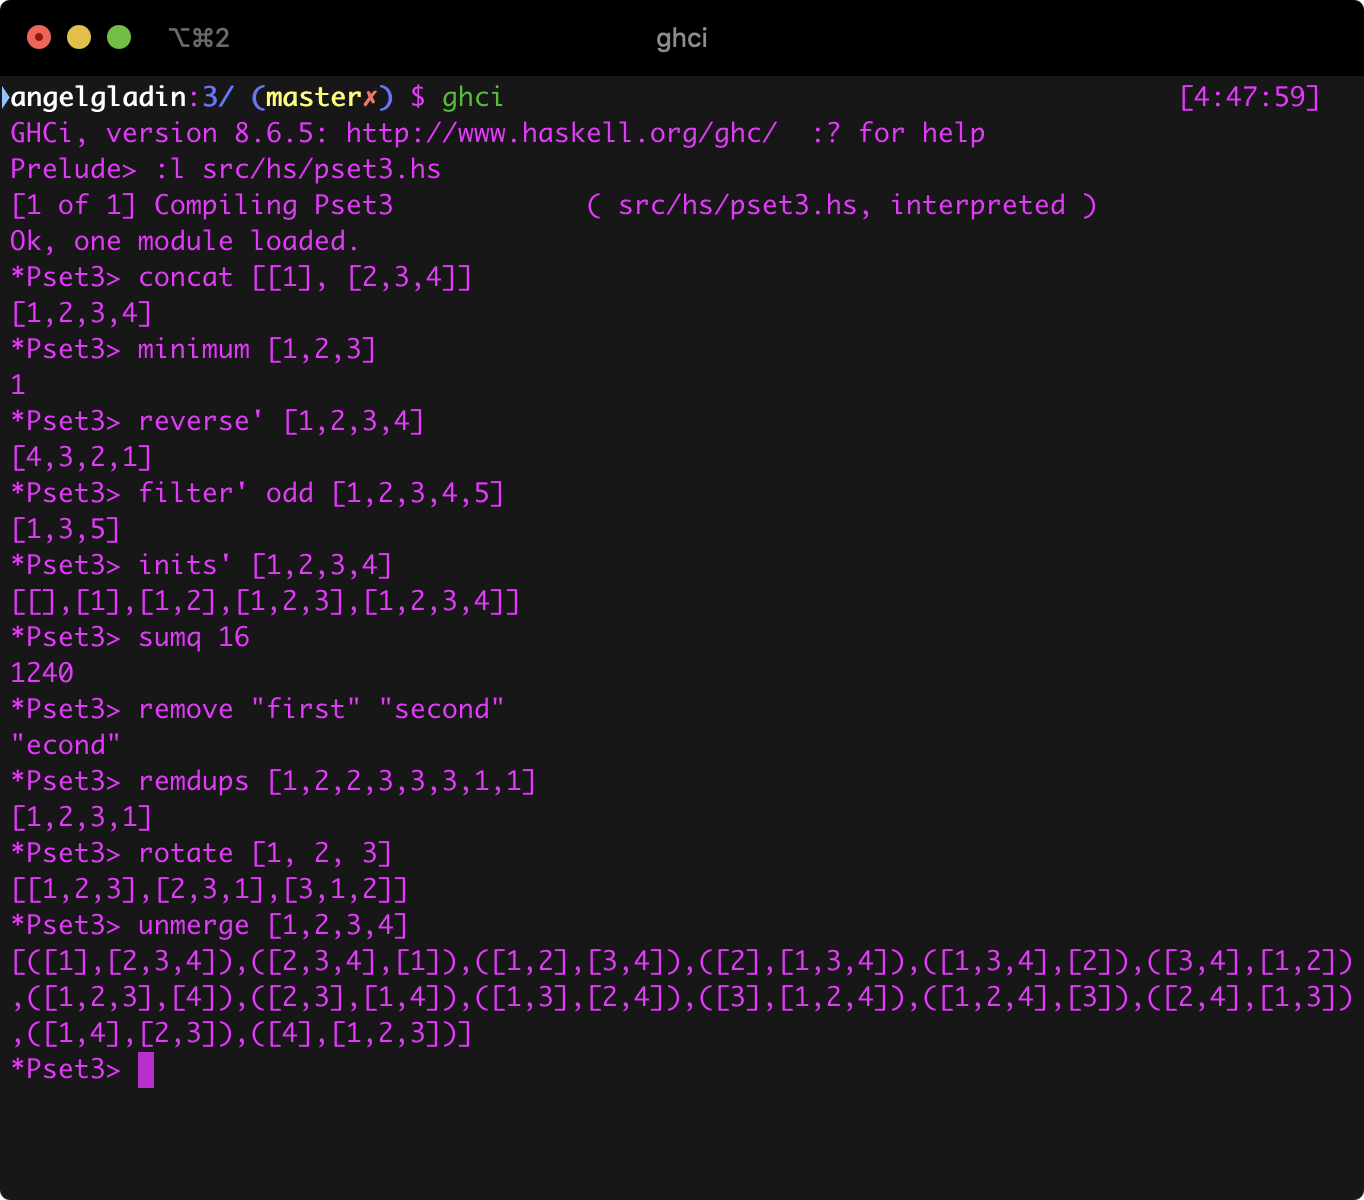 ⌥⌘2 ghci
angelgladin:3/ (master✗) $ ghci [4:47:59]
GHCi, version 8.6.5: http://www.haskell.org/ghc/  :? for help
Prelude> :l src/hs/pset3.hs
[1 of 1] Compiling Pset3            ( src/hs/pset3.hs, interpreted )
Ok, one module loaded.
*Pset3> concat [[1], [2,3,4]]
[1,2,3,4]
*Pset3> minimum [1,2,3]
1
*Pset3> reverse' [1,2,3,4]
[4,3,2,1]
*Pset3> filter' odd [1,2,3,4,5]
[1,3,5]
*Pset3> inits' [1,2,3,4]
[[],[1],[1,2],[1,2,3],[1,2,3,4]]
*Pset3> sumq 16
1240
*Pset3> remove "first" "second"
"econd"
*Pset3> remdups [1,2,2,3,3,3,1,1]
[1,2,3,1]
*Pset3> rotate [1, 2, 3]
[[1,2,3],[2,3,1],[3,1,2]]
*Pset3> unmerge [1,2,3,4]
[([1],[2,3,4]),([2,3,4],[1]),([1,2],[3,4]),([2],[1,3,4]),([1,3,4],[2]),([3,4],[1,2])
,([1,2,3],[4]),([2,3],[1,4]),([1,3],[2,4]),([3],[1,2,4]),([1,2,4],[3]),([2,4],[1,3])
,([1,4],[2,3]),([4],[1,2,3])]
*Pset3>